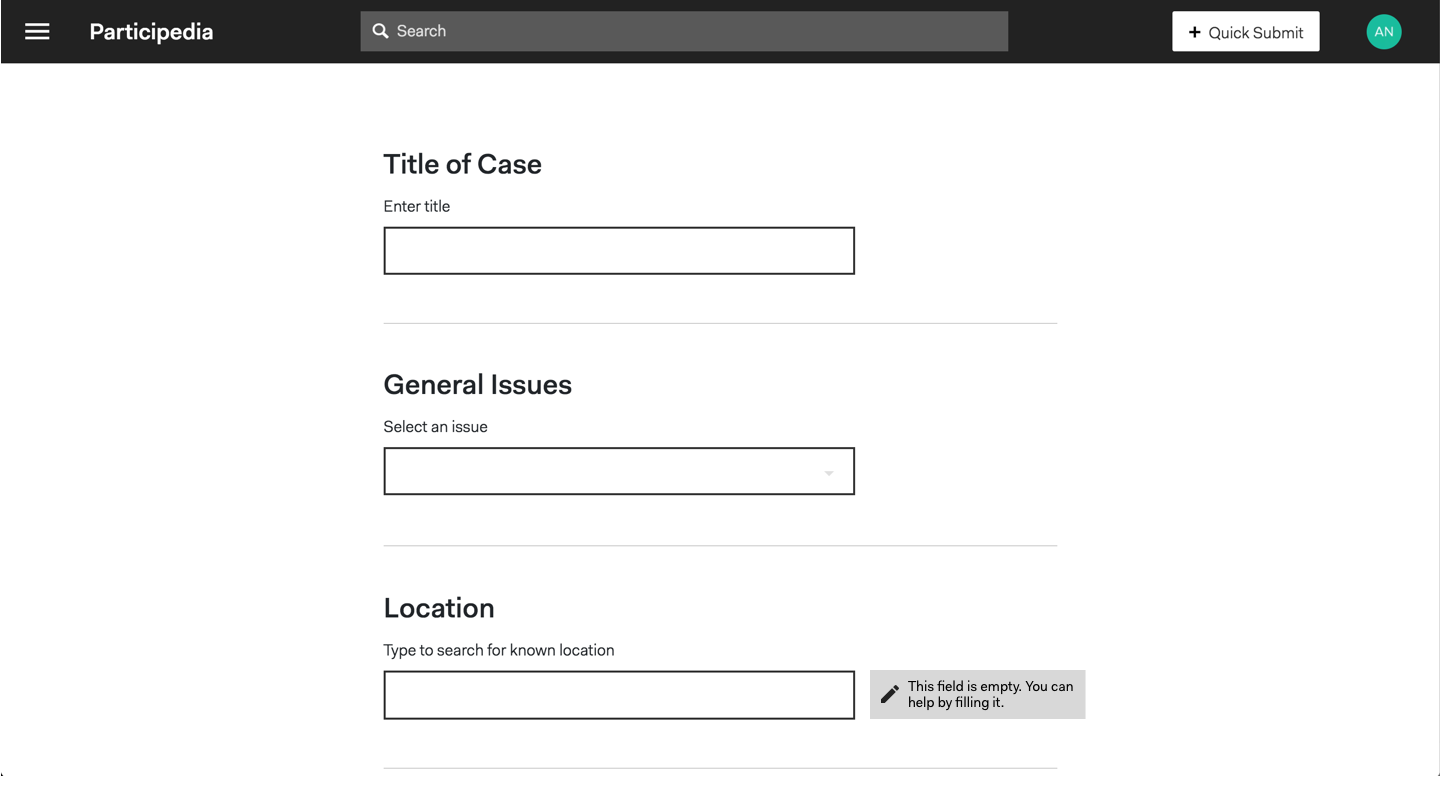 Participedia
Search
Quick Submit
AN
Title of Case
Enter title
General Issues
Select an issue
Location
Type to search for known location
This field is empty. You can
help by filling it.